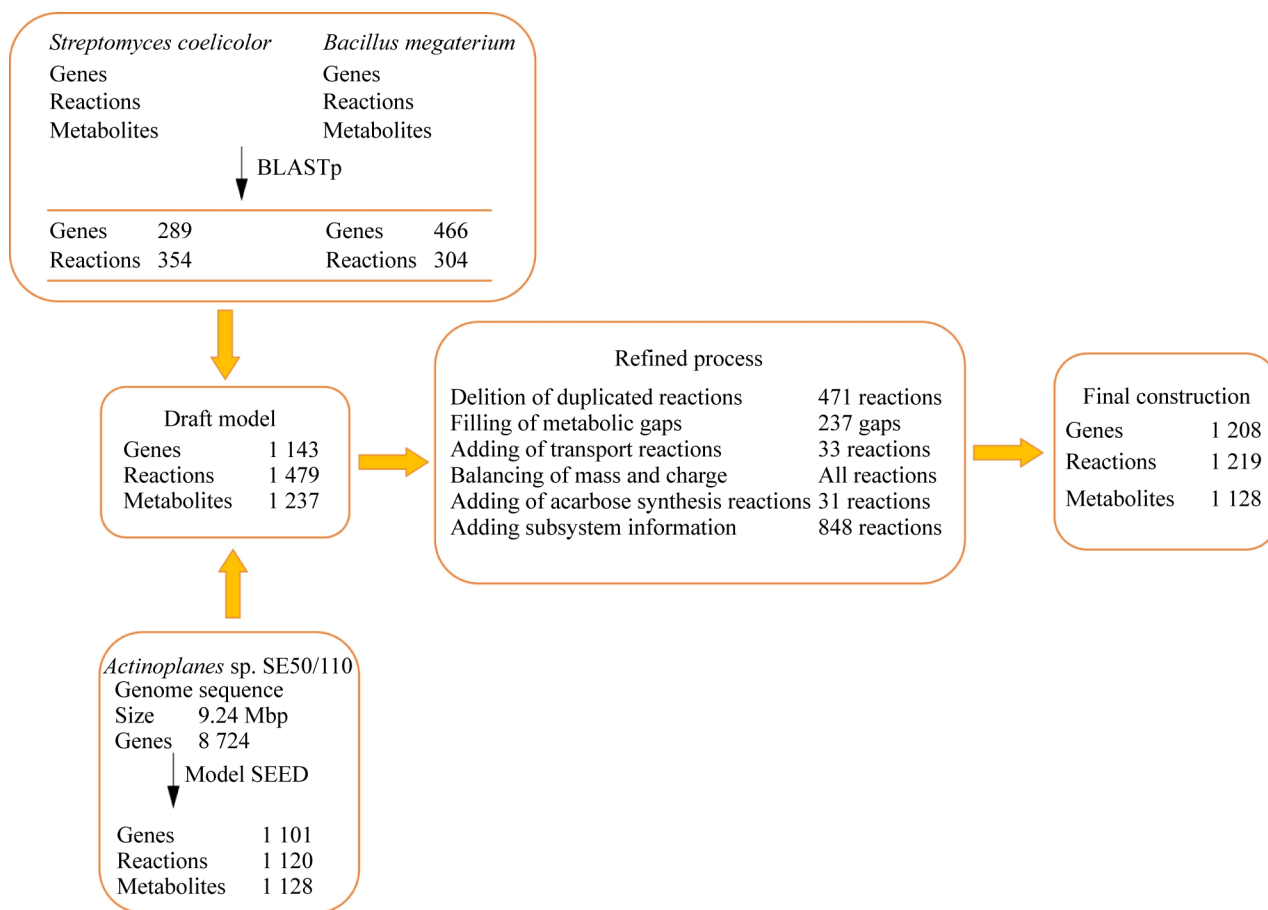 Streptomyces coelicolor Bacillus megaterium
Genes Genes
Reactions Reactions
Metabolites Metabolites
BLASTp
Genes 289 Genes 466
Reactions 354 Reactions 304
Draft model
Genes 1 143
Reactions 1 479
Metabolites 1 237
Refined process
Delition of duplicated reactions 471 reactions
Filling of metabolic gaps 237 gaps
Adding of transport reactions 33 reactions
Balancing of mass and charge All reactions
Adding of acarbose synthesis reactions 31 reactions
Adding subsystem information 848 reactions
Final construction
Genes 1 208
Reactions 1 219
Metabolites 1 128
Actinoplanes sp. SE50/110
Genome sequence
Size 9.24 Mbp
Genes 8 724
Model SEED
Genes 1 101
Reactions 1 120
Metabolites 1 128